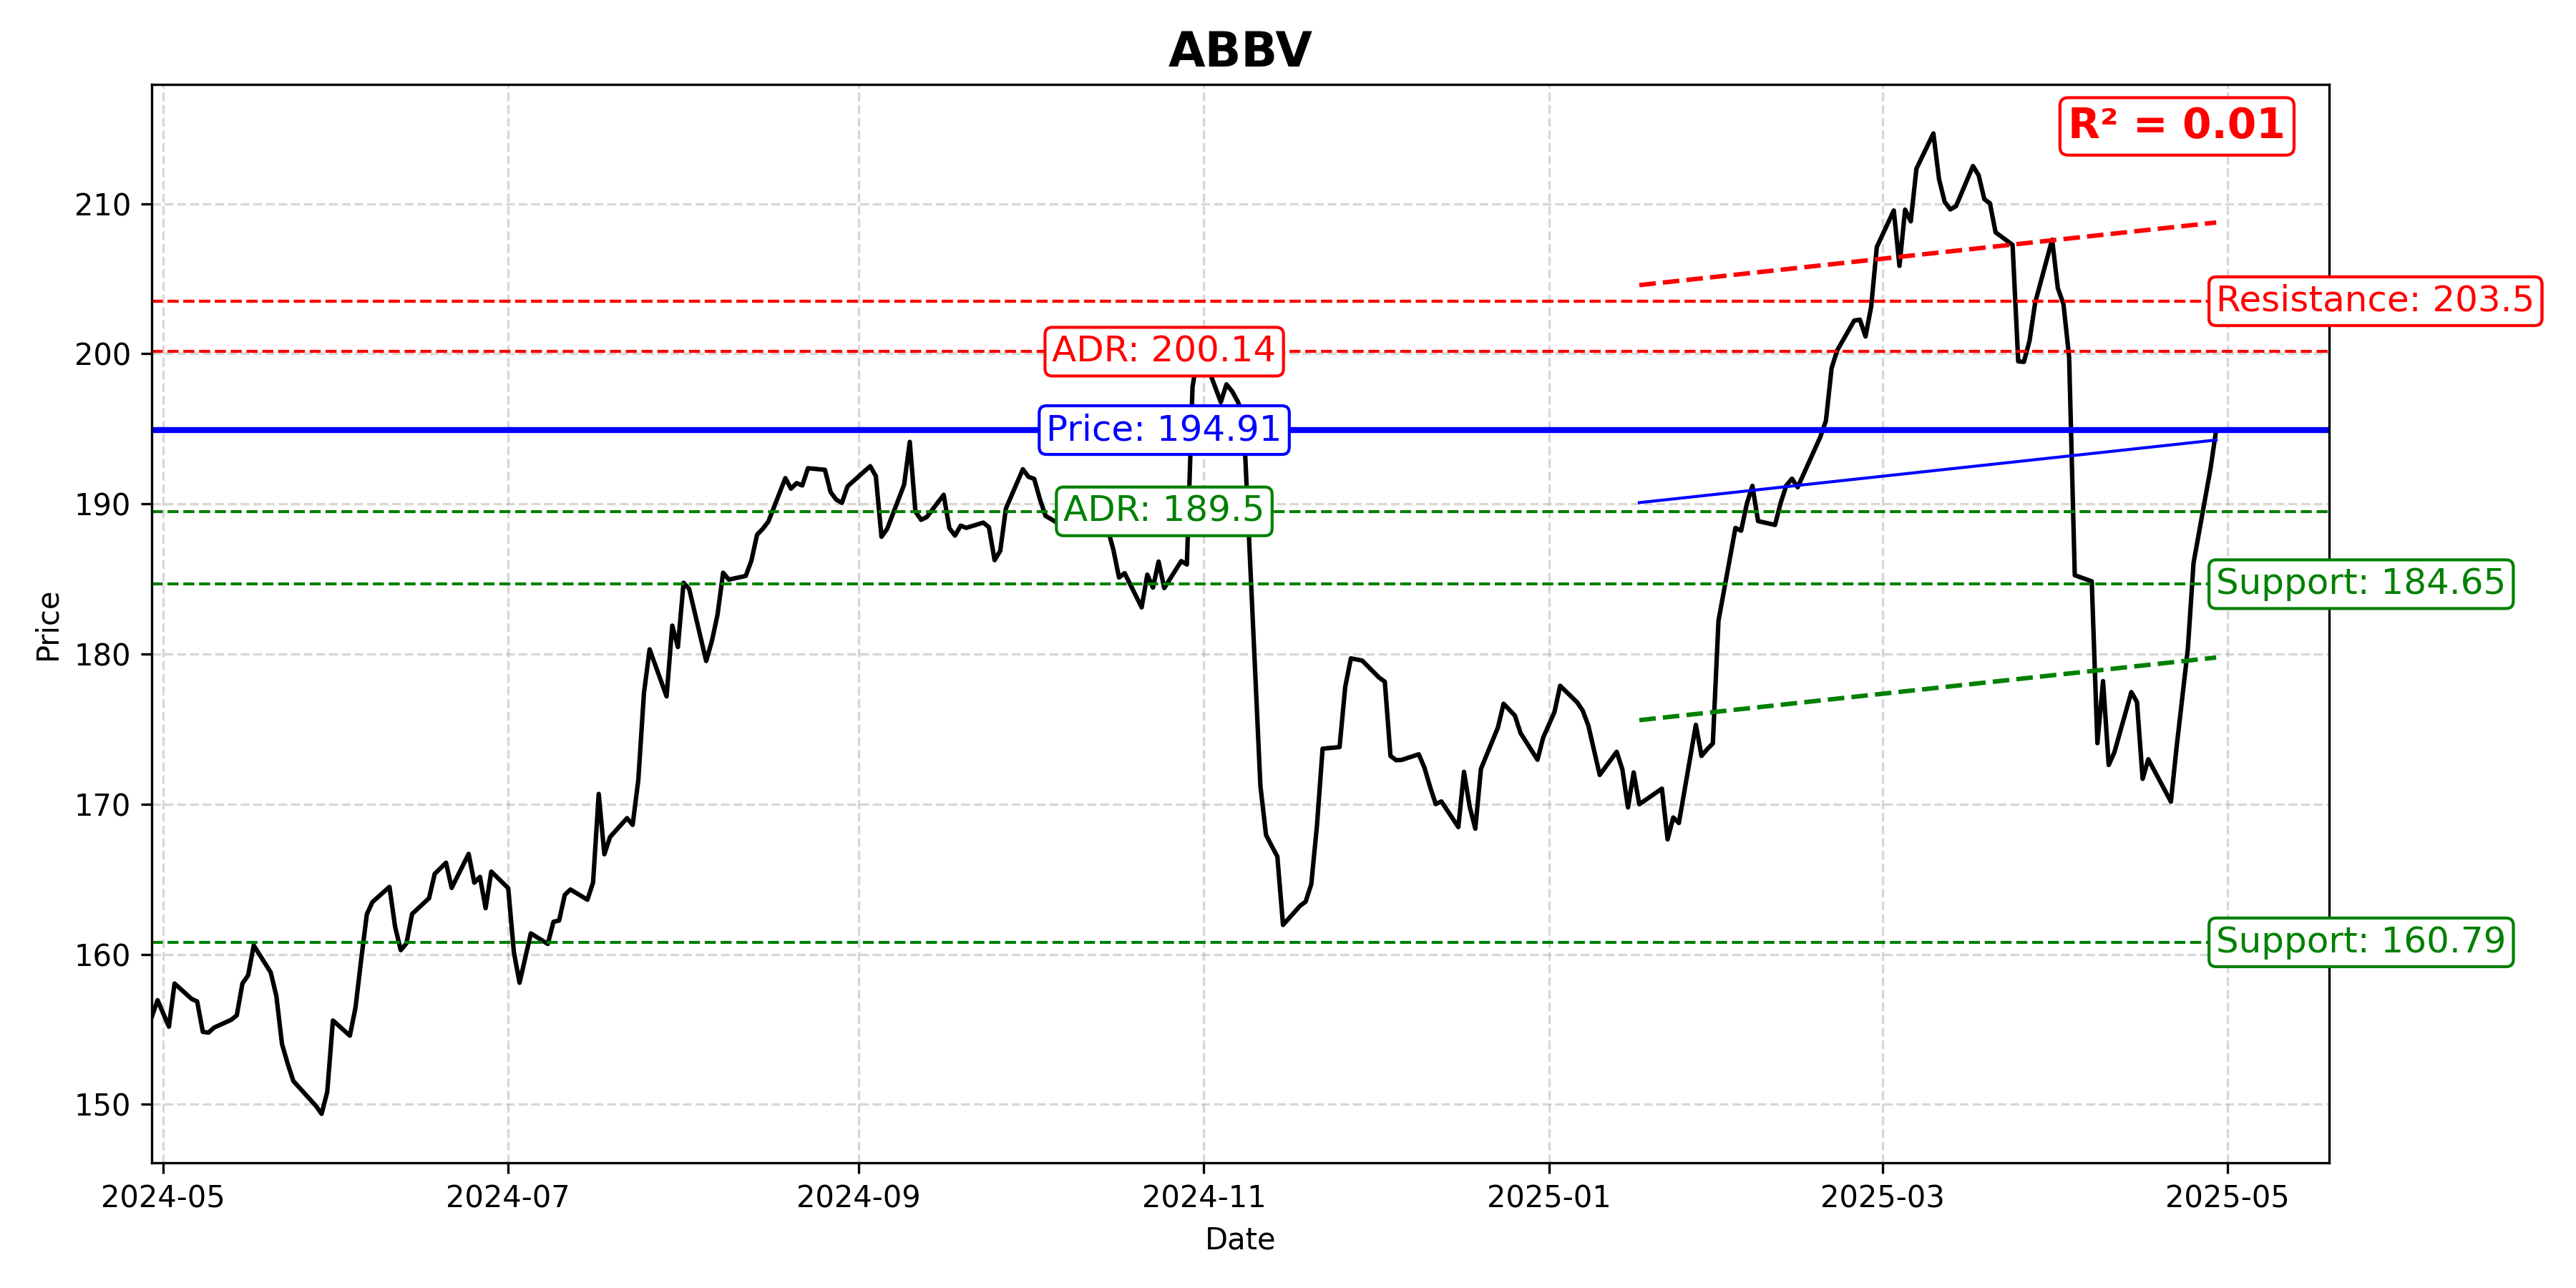 ABBV
R² = 0.01
210
Resistance: 203.5
200
ADR: 200.14
Price: 194.91
190
ADR: 189.5
Support: 184.65
180
Price
170
160
Support: 160.79
150
2024-05
2024-07
2024-09
2024-11
2025-01
2025-03
2025-05
Date